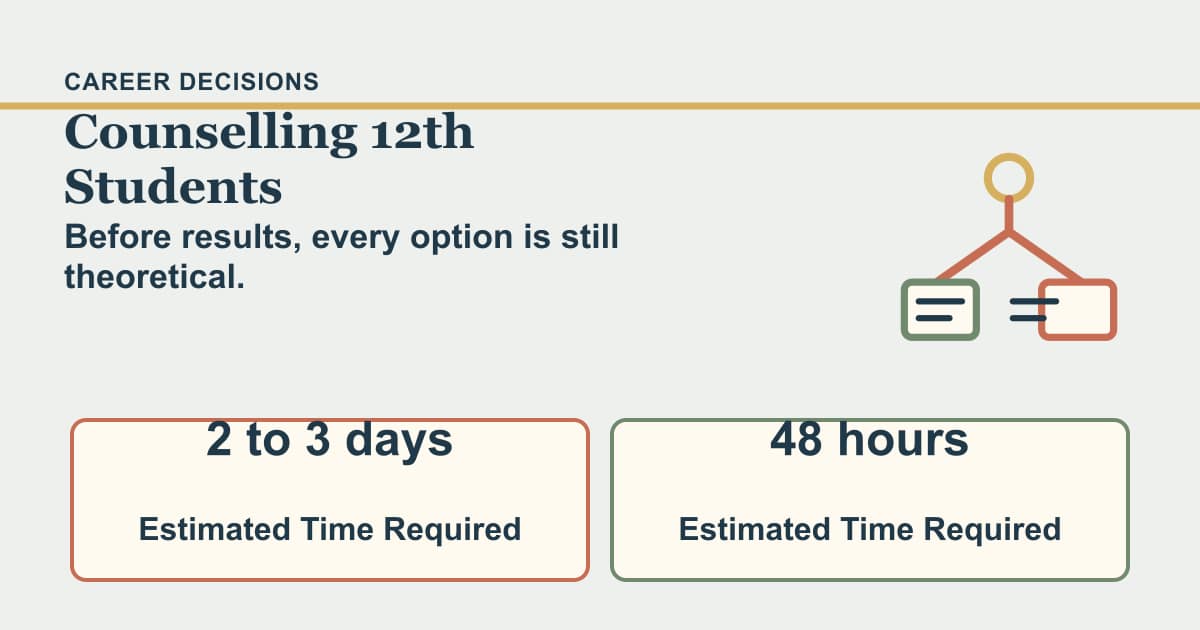 CAREER DECISIONS
Counselling 12th
Students
Before results, every option is still
theoretical.
2 to 3 days
Estimated Time Required
48 hours
Estimated Time Required